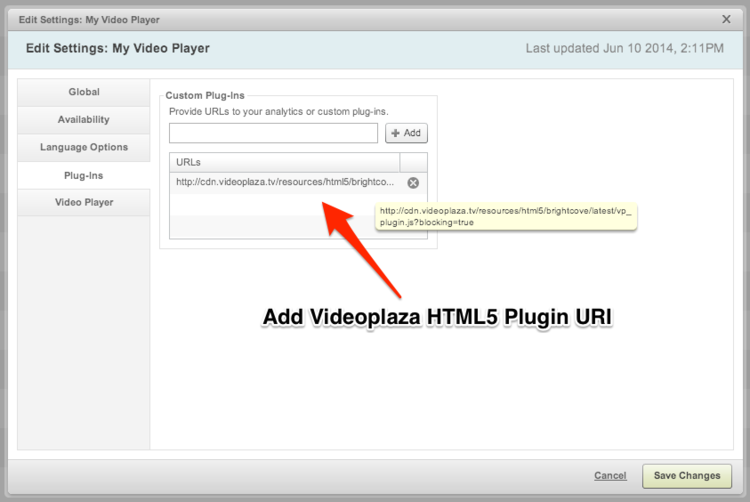 Edit Settings: My Video Player
Edit Settings: My Video Player
Last updated Jun 10 2014, 2:11PM
Global
Availability
Language Options
Plug-Ins
Video Player
Custom Plug-Ins
Provide URLs to your analytics or custom plug-ins.
Add
URLs
http://cdn.videoplaza.tv/resources/html5/brightco...
http://cdn.videoplaza.tv/resources/html5/brightcove/latest/vp_
plugin.js?blocking=true
Add Videoplaza HTML5 Plugin URI
Cancel
Save Changes